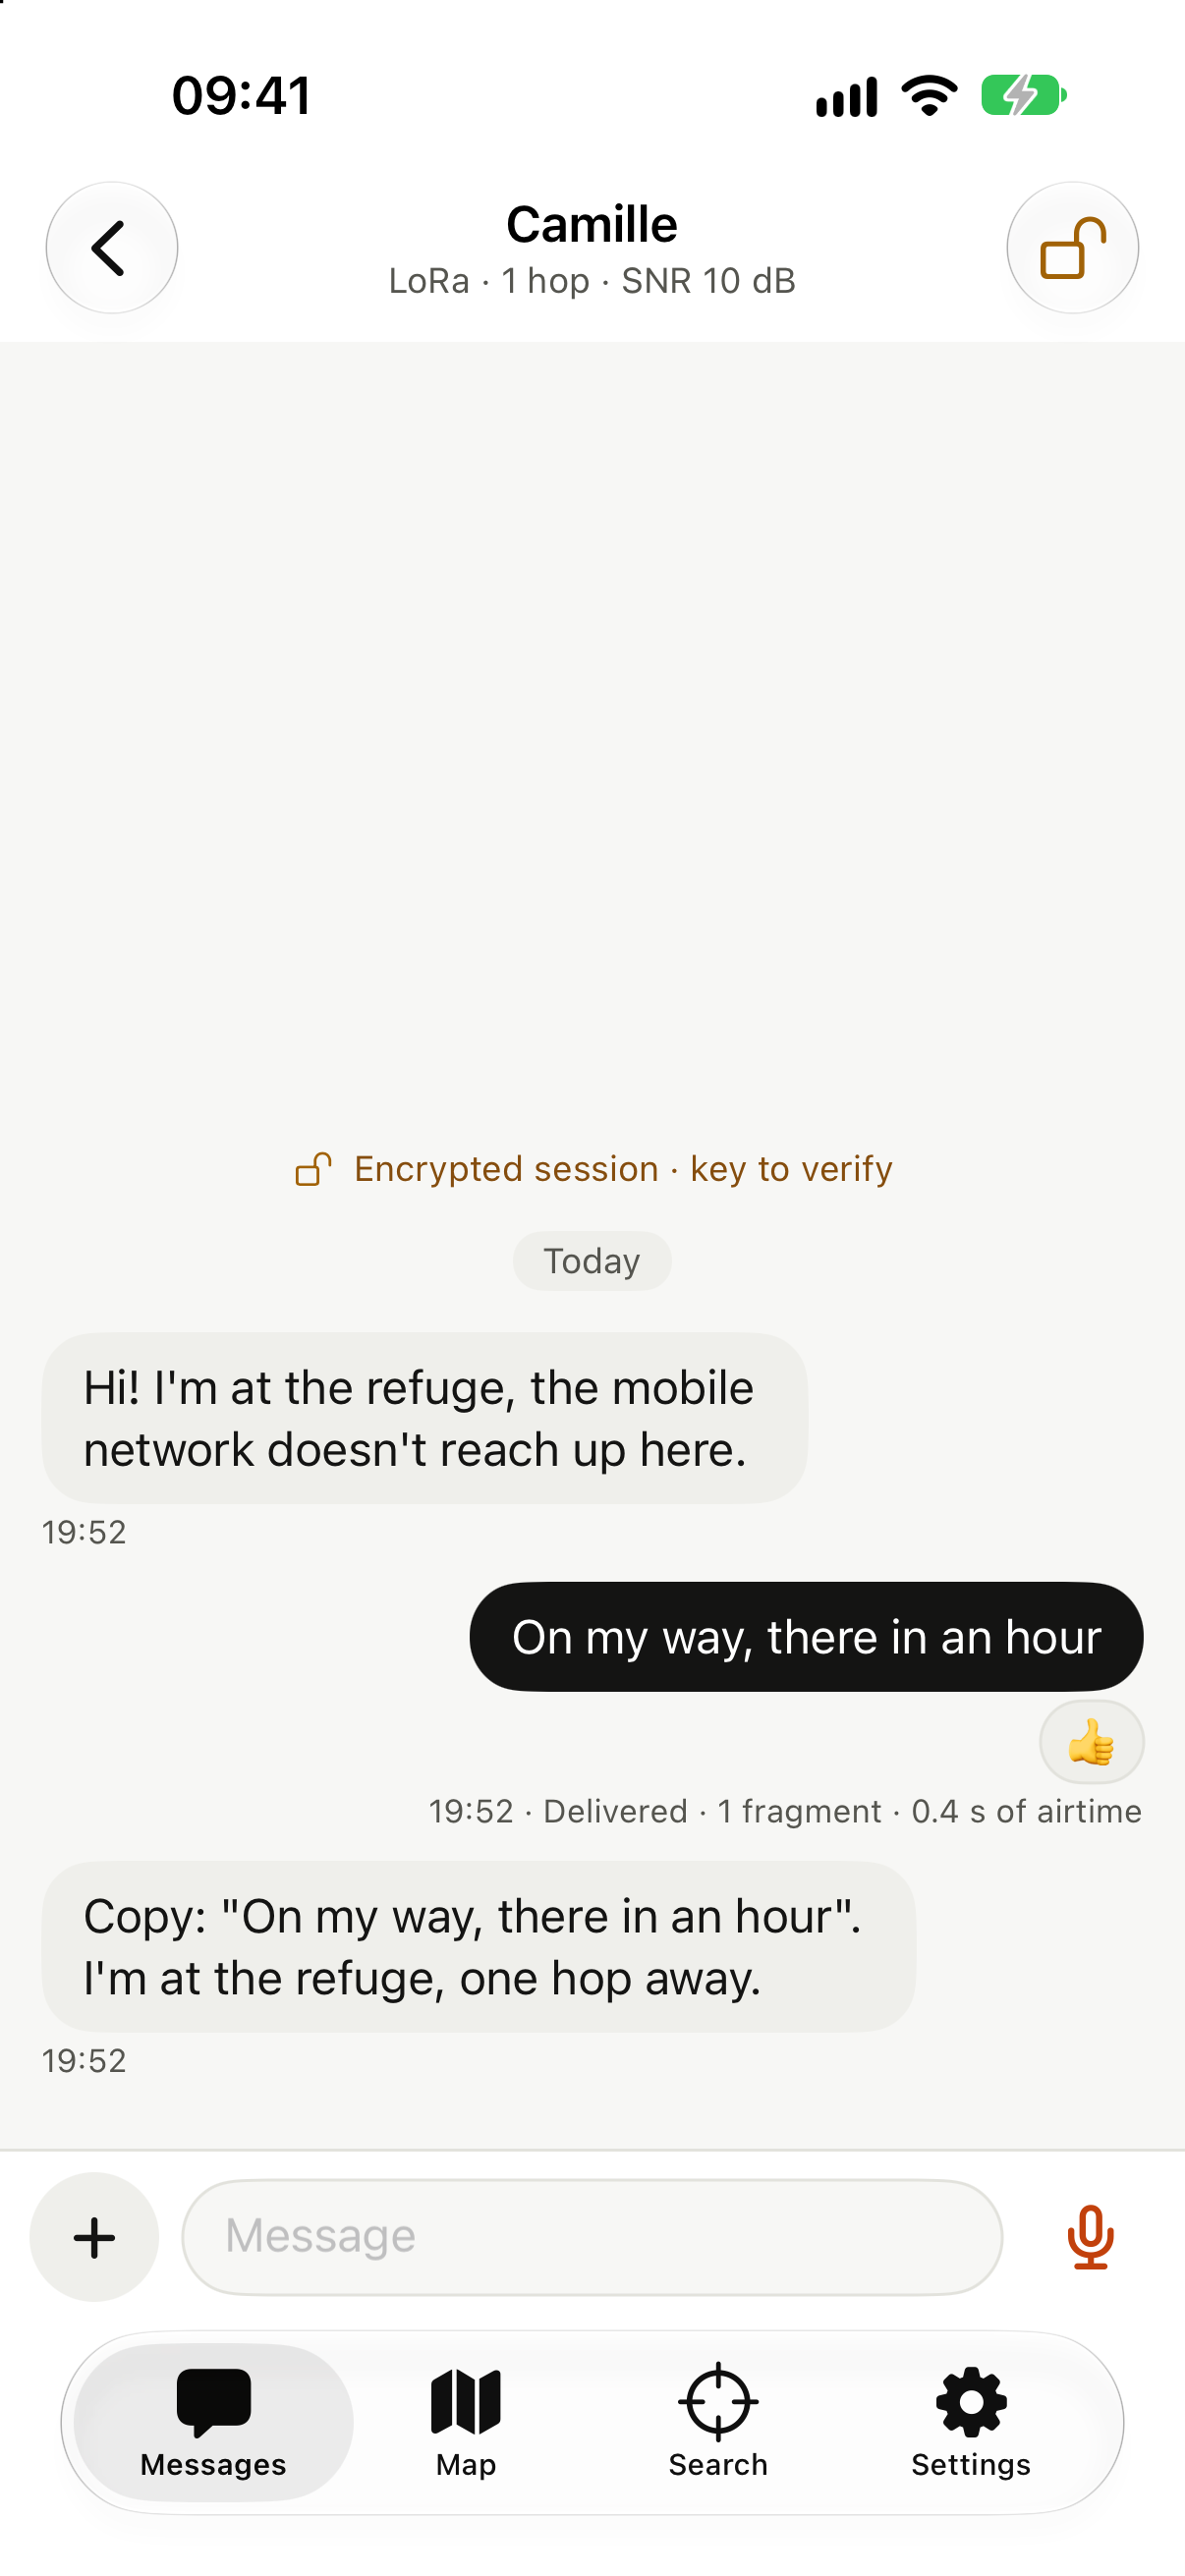 09:41
Camille
LoRa · 1 hop · SNR 10 dB
Encrypted session · key to verify
Today
Hi! I'm at the refuge, the mobile
network doesn't reach up here.
19:52
On my way, there in an hour
👍
19:52 · Delivered · 1 fragment · 0.4 s of airtime
Copy: "On my way, there in an hour".
I'm at the refuge, one hop away.
19:52
Message
Messages
Map
Search
Settings